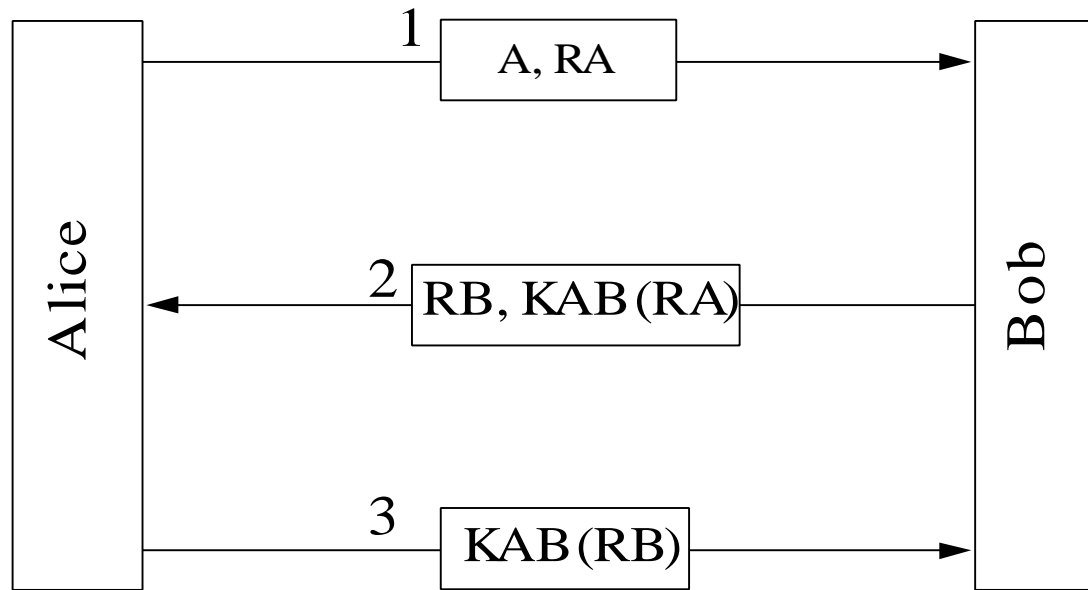 1
A, RA
Alice
2
RB, KAB(RA)
Bob
3
KAB(RB)